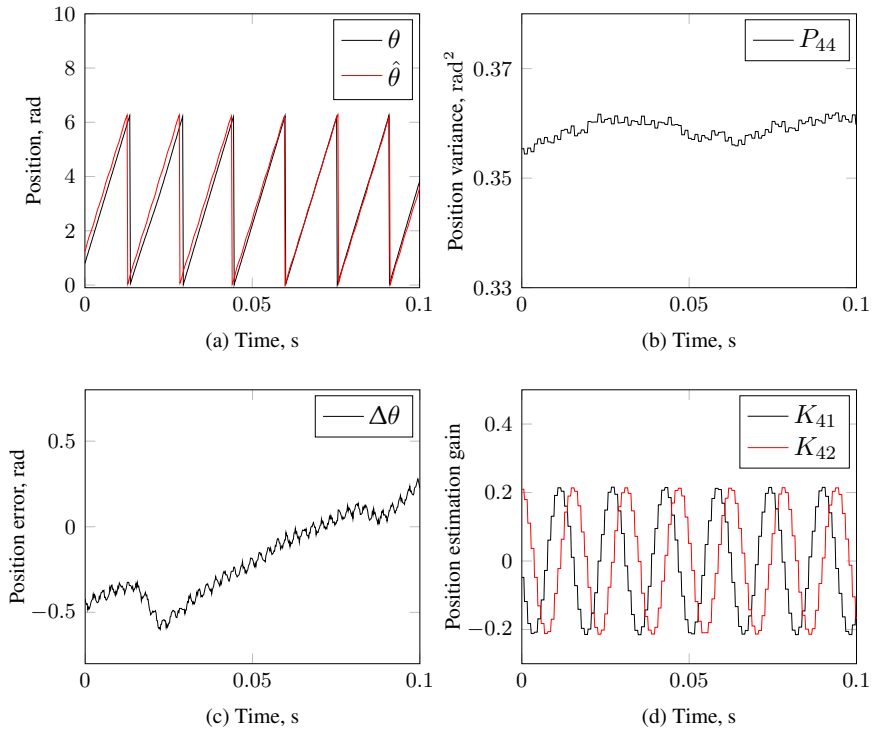 10
8
6
4
2
0
Position, rad
θ
θ̂
0
0.05
0.1
(a) Time, s
0.37
0.35
0.33
Position variance, rad²
P₄₄
0
0.05
0.1
(b) Time, s
0.5
0
−0.5
Position error, rad
Δθ
0
0.05
0.1
(c) Time, s
0.4
0.2
0
−0.2
Position estimation gain
K₄₁
K₄₂
0
0.05
0.1
(d) Time, s